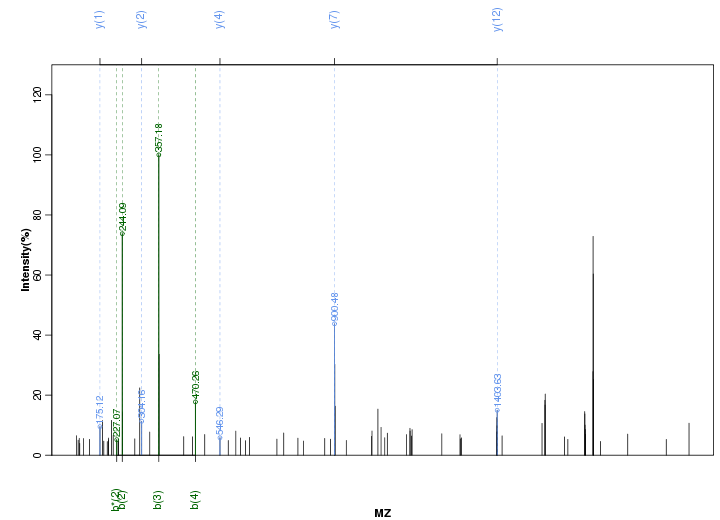 y(1)
y(2)
y(4)
y(7)
y(12)
Intensity(%)
0
20
40
60
80
100
120
175.12
227.07
244.09
304.16
357.18
470.26
546.29
900.48
1403.63
b*(2)
b(2)
b(3)
b(4)
MZ